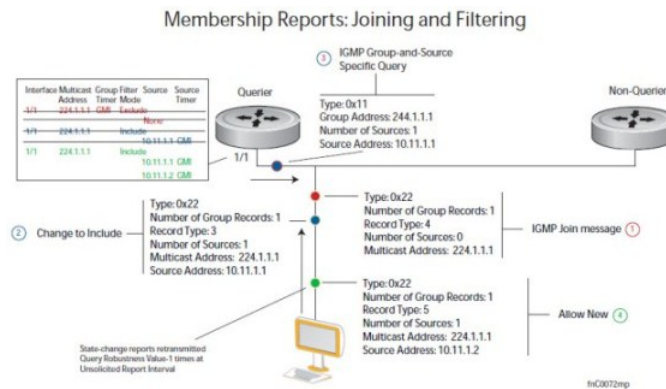 Membership Reports: Joining and Filtering
3 IGMP Group-and-Source
Specific Query
Interface Multicast Group Filter Source Source
Address Timer Mode Timer
1/1 224.1.1.1 GMI Exclude
None
1/1 224.1.1.1 Include
10.11.1.1 GMI
1/1 224.1.1.1 Include
10.11.1.1 GMI
10.11.1.2 GMI
Querier
Non-Querier
1/1
Type: 0x11
Group Address: 244.1.1.1
Number of Sources: 1
Source Address: 10.11.1.1
2 Change to Include
Type: 0x22
Number of Group Records: 1
Record Type: 3
Number of Sources: 1
Multicast Address: 224.1.1.1
Source Address: 10.11.1.1
Type: 0x22
Number of Group Records: 1
Record Type: 4
Number of Sources: 0
Multicast Address: 224.1.1.1
IGMP Join message 1
Type: 0x22
Number of Group Records: 1
Record Type: 5
Number of Sources: 1
Multicast Address: 224.1.1.1
Source Address: 10.11.1.2
Allow New 4
State-change reports retransmitted
Query Robustness Value-1 times at
Unsolicited Report Interval
fnC0072mp